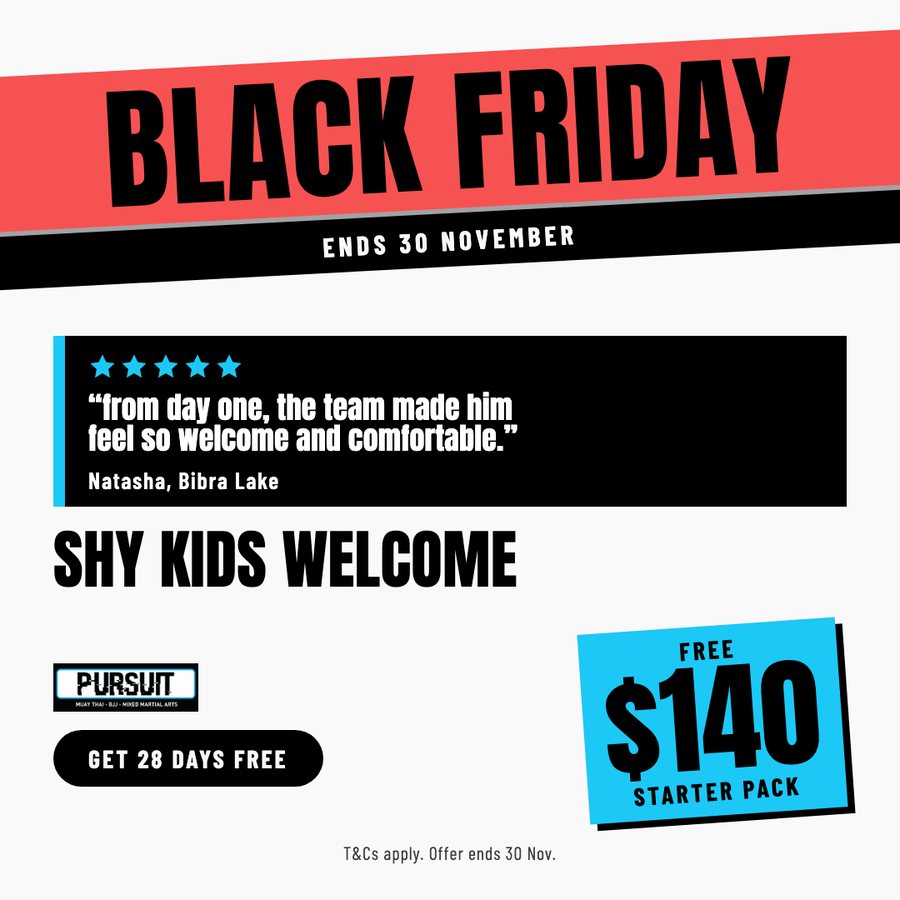 BLACK FRIDAY
ENDS 30 NOVEMBER
“from day one, the team made him
feel so welcome and comfortable.”
Natasha, Bibra Lake
SHY KIDS WELCOME
PURSUIT
MUAY THAI - BJJ - MIXED MARTIAL ARTS
GET 28 DAYS FREE
FREE
$140
STARTER PACK
T&Cs apply. Offer ends 30 Nov.